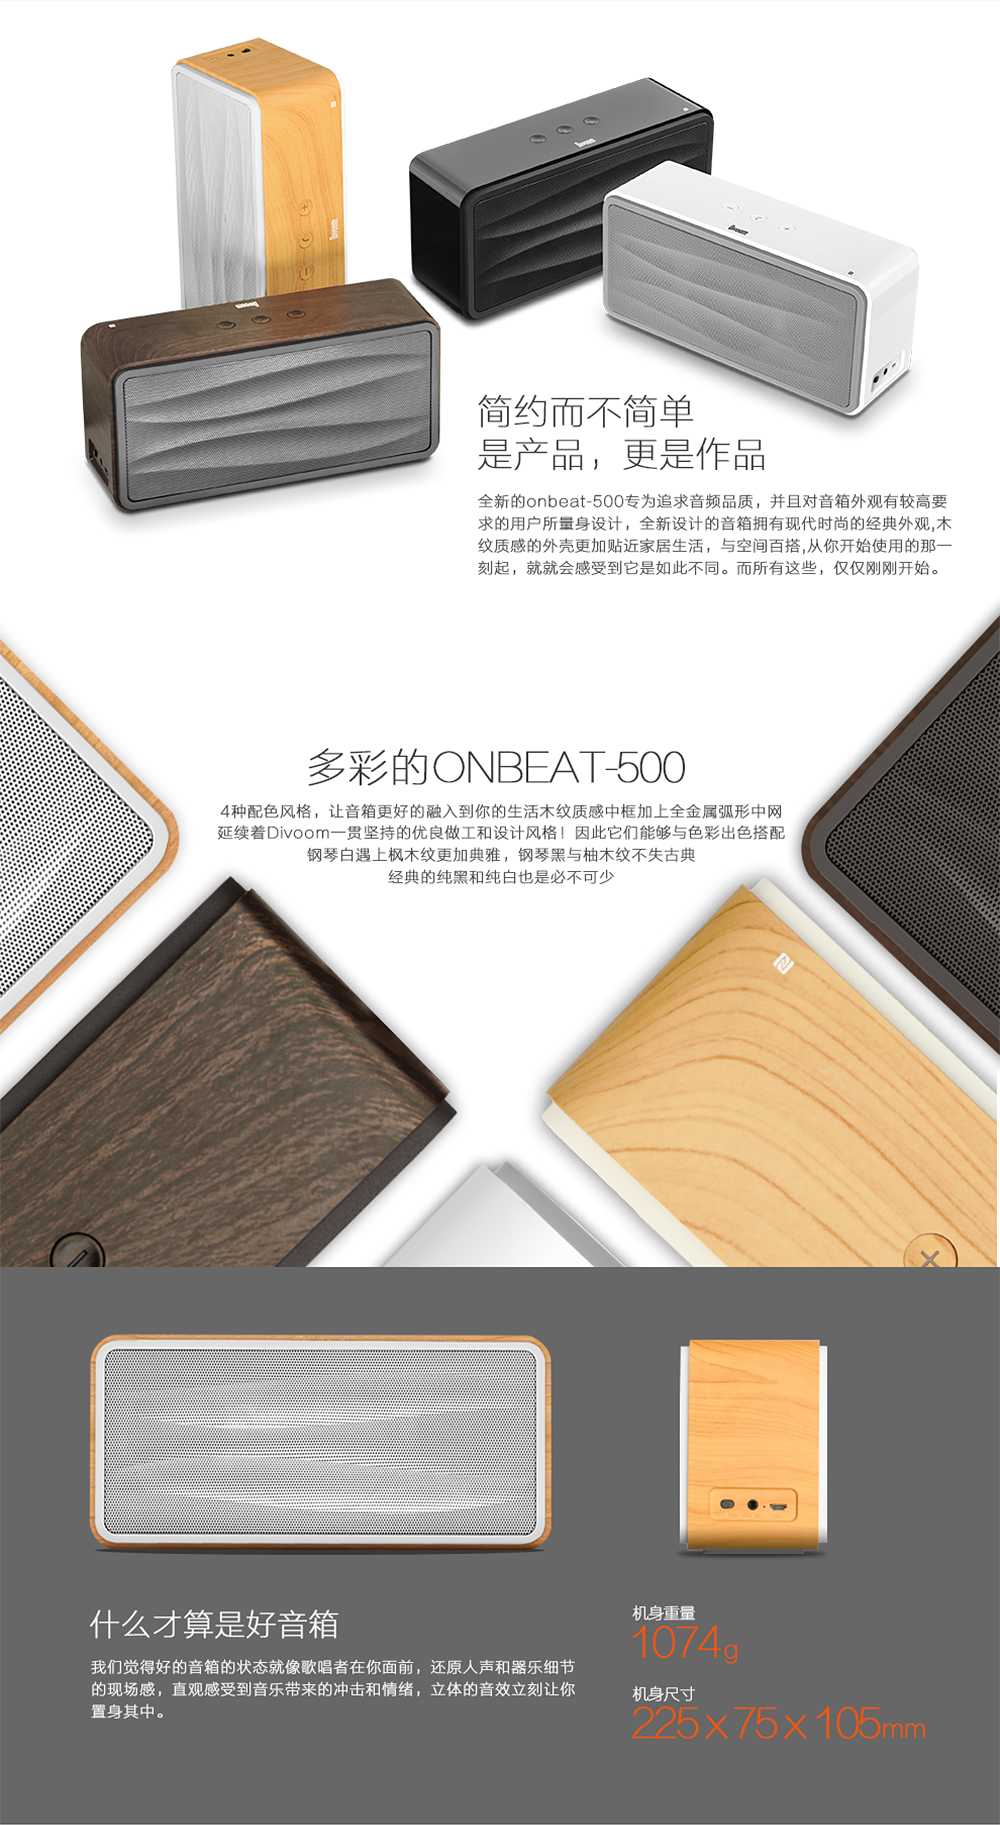 Divoom
Divoom
Divoom
Divoom
简约而不简单
是产品，更是作品
全新的onbeat-500专为追求音频品质，并且对音箱外观有较高要
求的用户所量身设计，全新设计的音箱拥有现代时尚的经典外观,木
纹质感的外壳更加贴近家居生活，与空间百搭,从你开始使用的那一
刻起，就就会感受到它是如此不同。而所有这些，仅仅刚刚开始。
多彩的ONBEAT-500
4种配色风格，让音箱更好的融入到你的生活木纹质感中框加上全金属弧形中网
延续着Divoom一贯坚持的优良做工和设计风格！因此它们能够与色彩出色搭配
钢琴白遇上枫木纹更加典雅，钢琴黑与柚木纹不失古典
经典的纯黑和纯白也是必不可少
什么才算是好音箱
我们觉得好的音箱的状态就像歌唱者在你面前，还原人声和器乐细节
的现场感，直观感受到音乐带来的冲击和情绪，立体的音效立刻让你
置身其中。
机身重量
1074g
机身尺寸
225x75x105mm